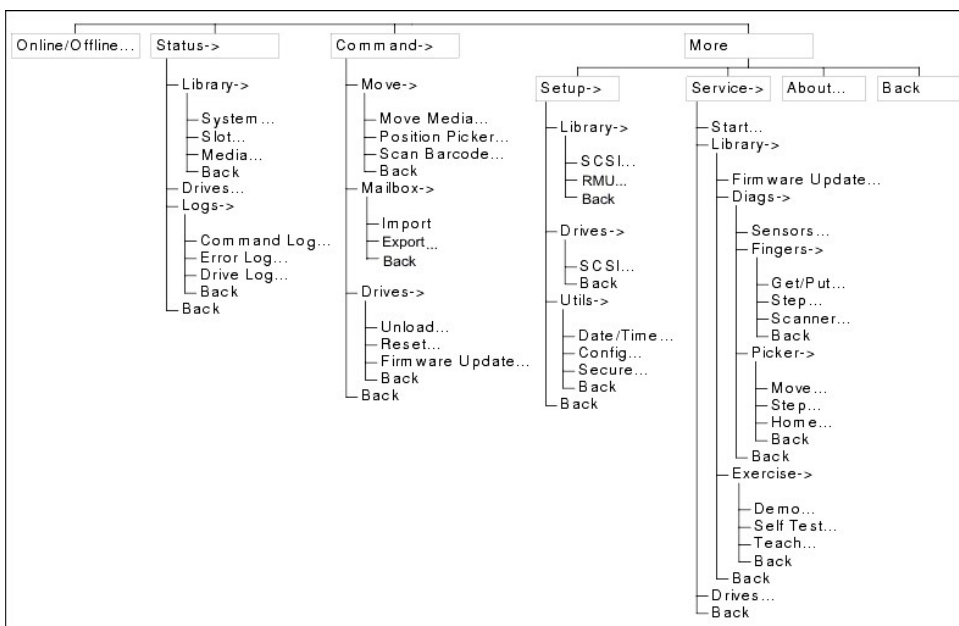 Online/Offline...
Status->
Library->
System...
Slot...
Media...
Back
Drives...
Logs->
Command Log...
Error Log...
Drive Log...
Back
Back
Command->
Move->
Move Media...
Position Picker...
Scan Barcode...
Back
Mailbox->
Import
Export...
Back
Drives->
Unload...
Reset...
Firmware Update...
Back
Back
More
Setup->
Library->
SCSI...
RMU...
Back
Drives->
SCSI...
Back
Utils->
Date/Time...
Config...
Secure...
Back
Back
Service->
Start...
Library->
Firmware Update...
Diags->
Sensors...
Fingers->
Get/Put...
Step...
Scanner...
Back
Picker->
Move...
Step...
Home...
Back
Back
Exercise->
Demo...
Self Test...
Teach...
Back
Back
Drives...
Back
About...
Back